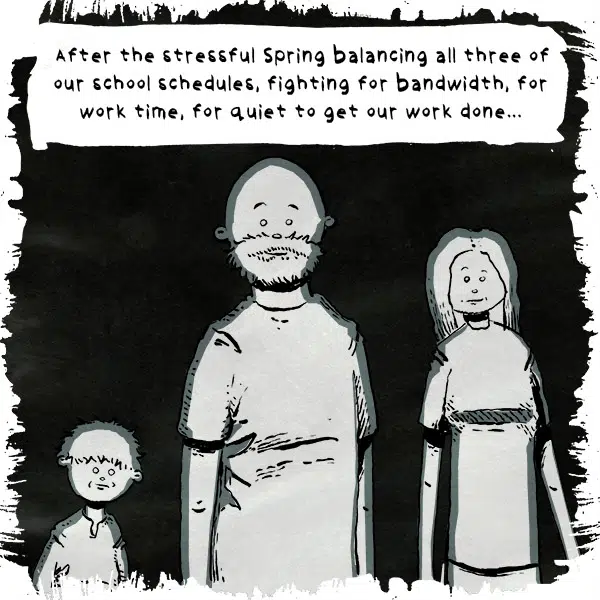 After the stressful Spring balancing all three of
our school schedules, fighting for bandwidth, for
work time, for quiet to get our work done...